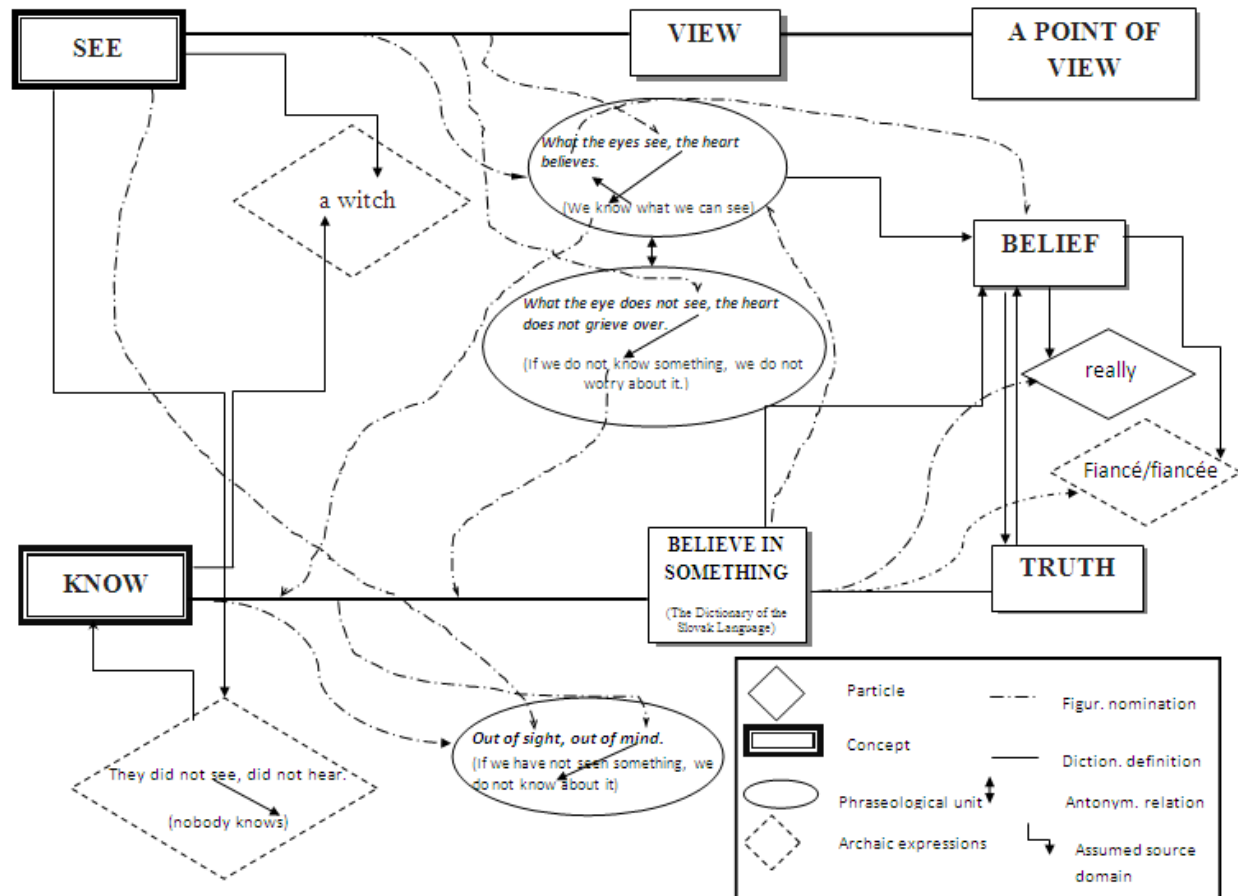 SEE
VIEW
A POINT OF
VIEW
What the eyes see, the heart
believes.
(We know what we can see)
a witch
BELIEF
What the eye does not see, the heart
does not grieve over.
(If we do not know something, we do not
worry about it.)
really
Fiancé/fiancée
KNOW
BELIEVE IN
SOMETHING
(The Dictionary of the
Slovak Language)
TRUTH
They did not see, did not hear.
(nobody knows)
Out of sight, out of mind.
(If we have not seen something, we
do not know about it)
Particle
Figur. nomination
Concept
Diction. definition
Phraseological unit
Antonym. relation
Archaic expressions
Assumed source
domain